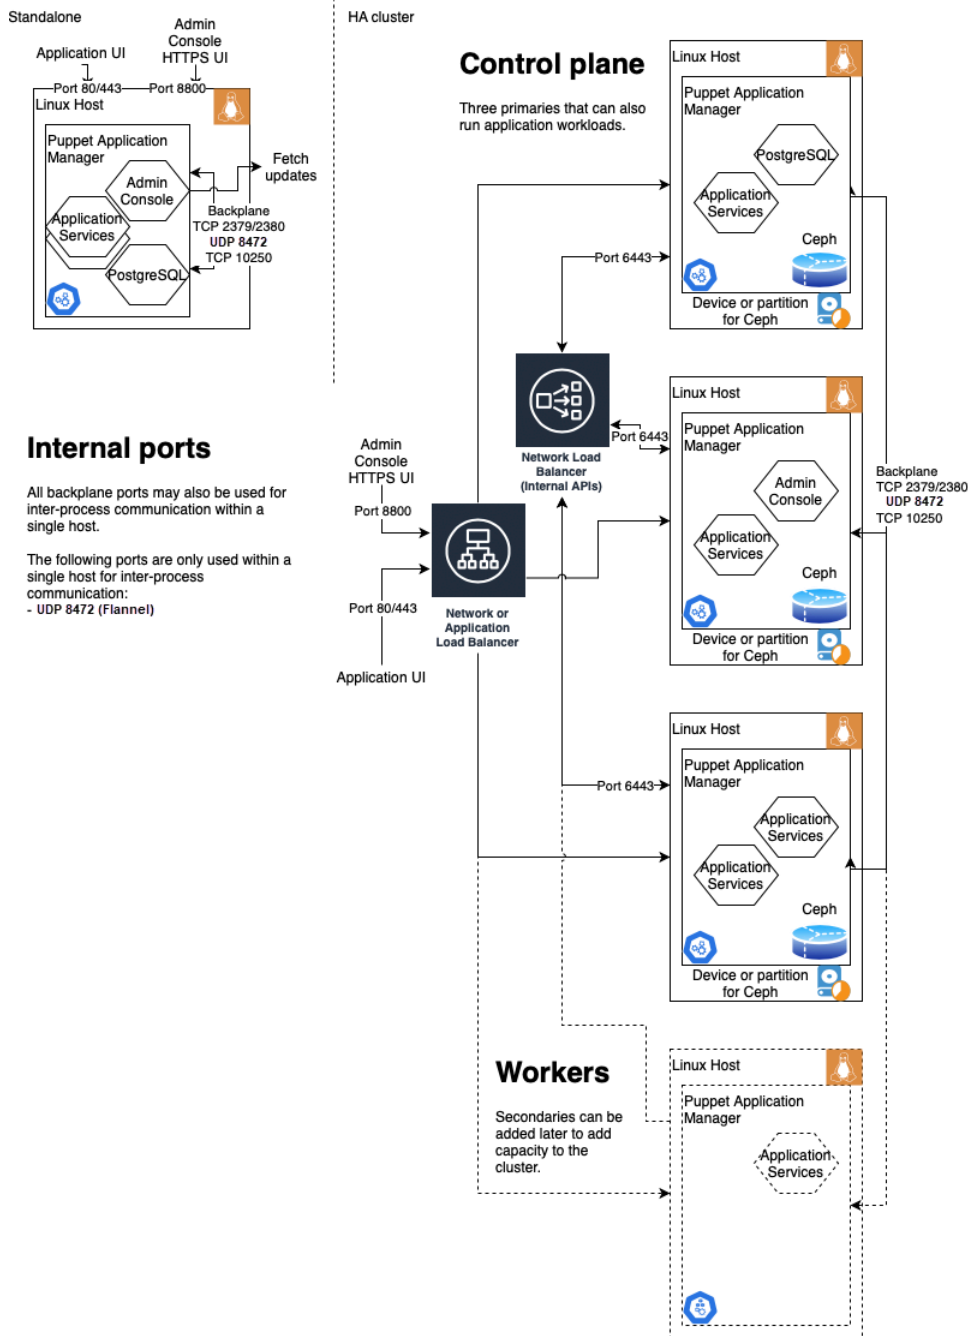 Standalone
Admin
Console
HTTPS UI
Application UI
Port 80/443
Port 8800
Linux Host
Puppet Application
Manager
Admin
Console
Application
Services
PostgreSQL
Fetch
updates
Backplane
TCP 2379/2380
UDP 8472
TCP 10250
Internal ports
All backplane ports may also be used for
inter-process communication within a
single host.
The following ports are only used within a
single host for inter-process
communication:
- UDP 8472 (Flannel)
HA cluster
Control plane
Three primaries that can also
run application workloads.
Admin
Console
HTTPS UI
Port 8800
Port 80/443
Application UI
Network or
Application
Load Balancer
Network Load
Balancer
(Internal APIs)
Port 6443
Port 6443
Port 6443
Linux Host
Puppet Application
Manager
PostgreSQL
Application
Services
Ceph
Device or partition
for Ceph
Linux Host
Puppet Application
Manager
Admin
Console
Application
Services
Ceph
Device or partition
for Ceph
Backplane
TCP 2379/2380
UDP 8472
TCP 10250
Linux Host
Puppet Application
Manager
Application
Services
Application
Services
Ceph
Device or partition
for Ceph
Workers
Secondaries can be
added later to add
capacity to the
cluster.
Linux Host
Puppet Application
Manager
Application
Services